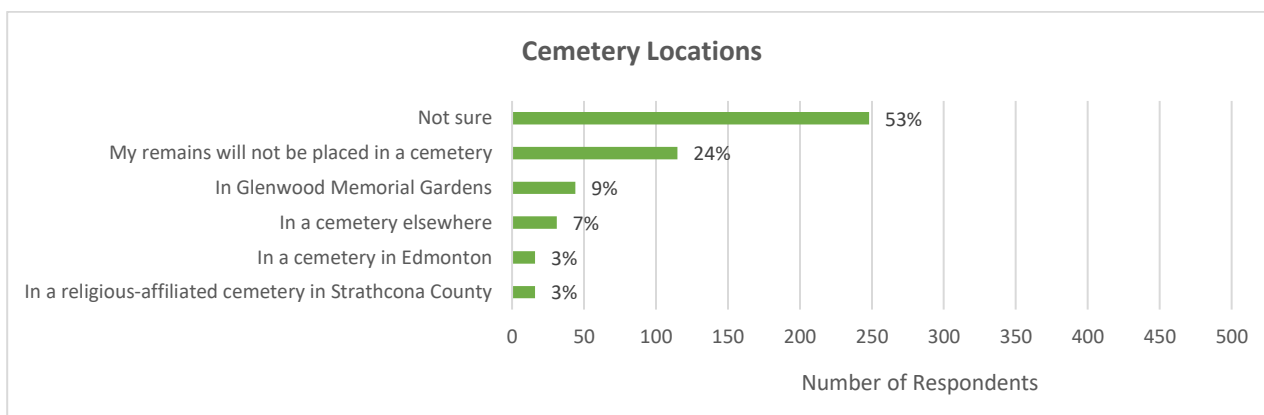 Cemetery Locations
Not sure 53%
My remains will not be placed in a cemetery 24%
In Glenwood Memorial Gardens 9%
In a cemetery elsewhere 7%
In a cemetery in Edmonton 3%
In a religious-affiliated cemetery in Strathcona County 3%
0 50 100 150 200 250 300 350 400 450 500
Number of Respondents